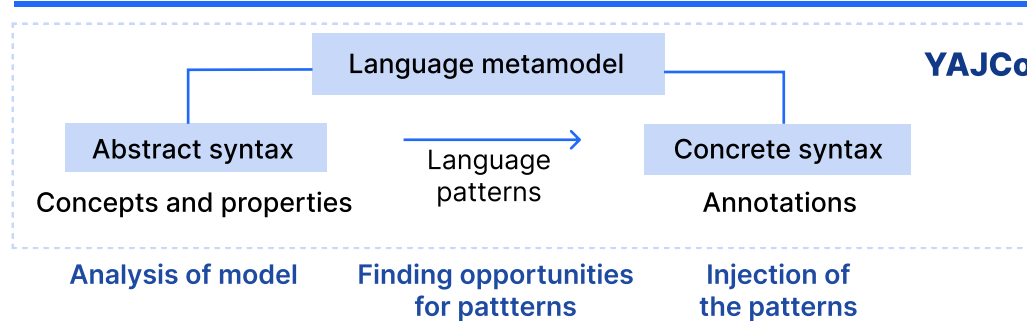 Language metamodel
YAJCo
Abstract syntax
Concrete syntax
Language
patterns
Concepts and properties
Annotations
Analysis of model
Finding opportunities
for pattterns
Injection of
the patterns